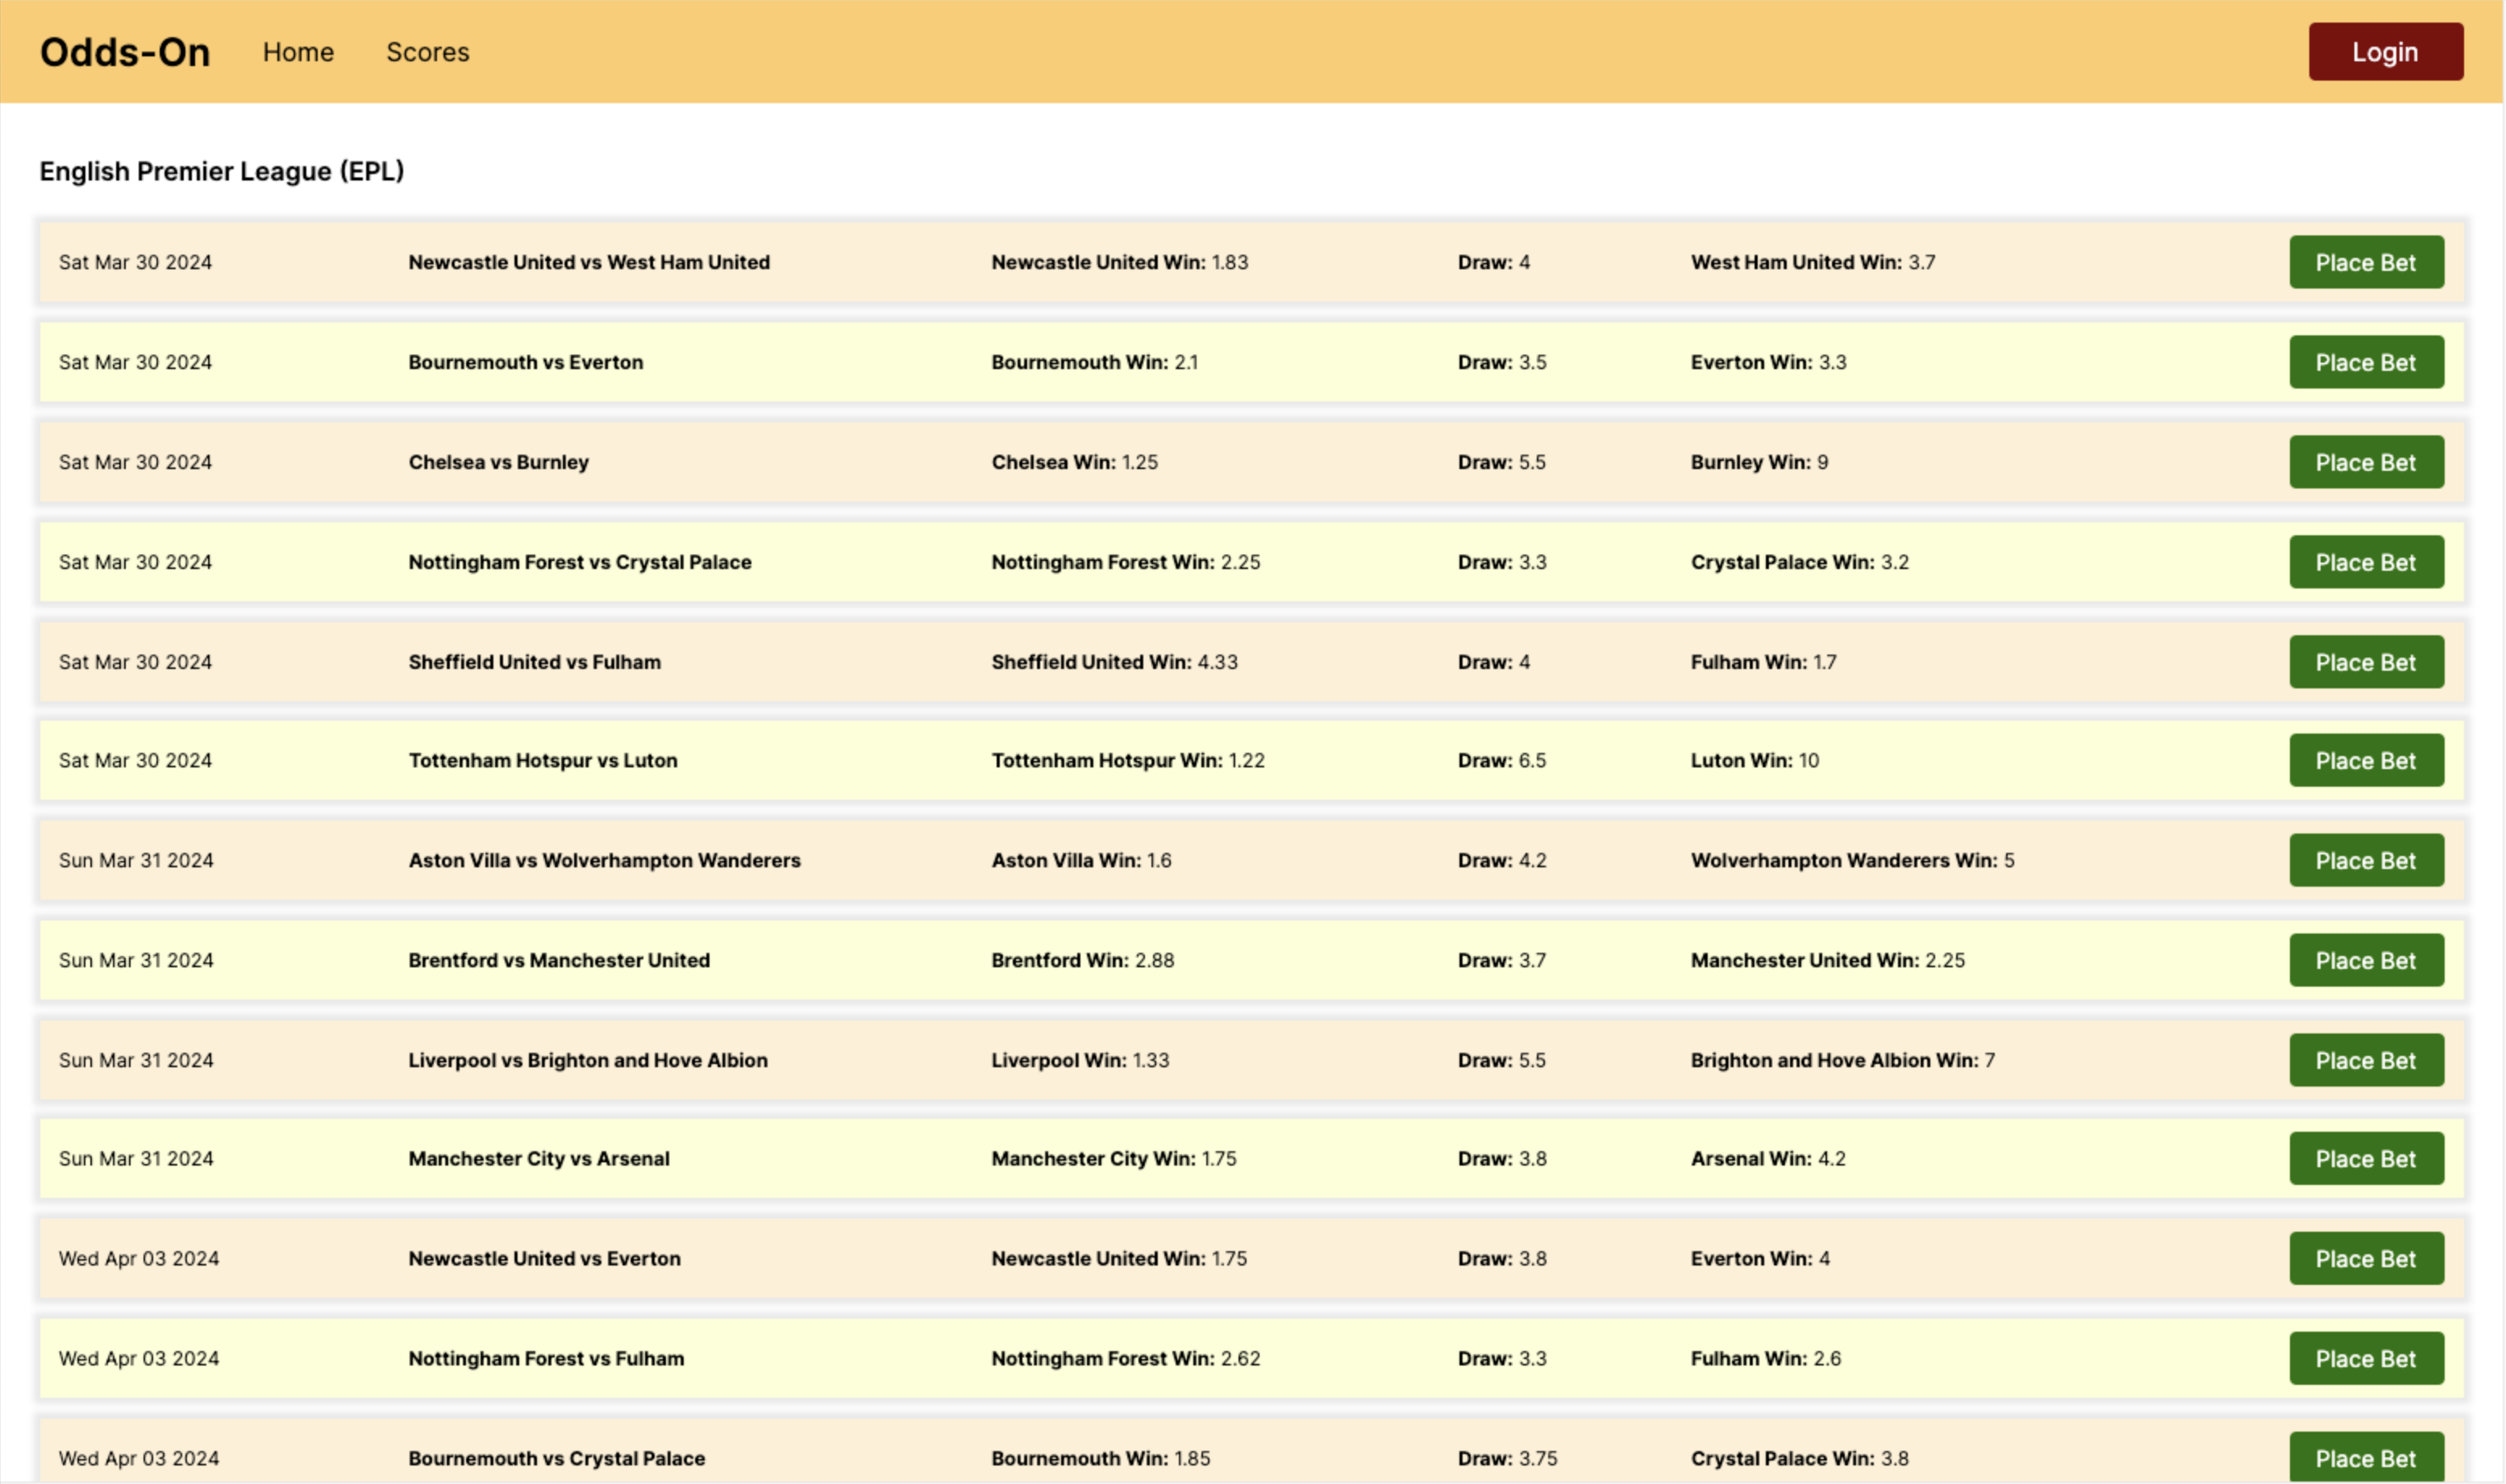 Odds-On Home Scores Login
English Premier League (EPL)
Sat Mar 30 2024 Newcastle United vs West Ham United Newcastle United Win: 1.83 Draw: 4 West Ham United Win: 3.7 Place Bet
Sat Mar 30 2024 Bournemouth vs Everton Bournemouth Win: 2.1 Draw: 3.5 Everton Win: 3.3 Place Bet
Sat Mar 30 2024 Chelsea vs Burnley Chelsea Win: 1.25 Draw: 5.5 Burnley Win: 9 Place Bet
Sat Mar 30 2024 Nottingham Forest vs Crystal Palace Nottingham Forest Win: 2.25 Draw: 3.3 Crystal Palace Win: 3.2 Place Bet
Sat Mar 30 2024 Sheffield United vs Fulham Sheffield United Win: 4.33 Draw: 4 Fulham Win: 1.7 Place Bet
Sat Mar 30 2024 Tottenham Hotspur vs Luton Tottenham Hotspur Win: 1.22 Draw: 6.5 Luton Win: 10 Place Bet
Sun Mar 31 2024 Aston Villa vs Wolverhampton Wanderers Aston Villa Win: 1.6 Draw: 4.2 Wolverhampton Wanderers Win: 5 Place Bet
Sun Mar 31 2024 Brentford vs Manchester United Brentford Win: 2.88 Draw: 3.7 Manchester United Win: 2.25 Place Bet
Sun Mar 31 2024 Liverpool vs Brighton and Hove Albion Liverpool Win: 1.33 Draw: 5.5 Brighton and Hove Albion Win: 7 Place Bet
Sun Mar 31 2024 Manchester City vs Arsenal Manchester City Win: 1.75 Draw: 3.8 Arsenal Win: 4.2 Place Bet
Wed Apr 03 2024 Newcastle United vs Everton Newcastle United Win: 1.75 Draw: 3.8 Everton Win: 4 Place Bet
Wed Apr 03 2024 Nottingham Forest vs Fulham Nottingham Forest Win: 2.62 Draw: 3.3 Fulham Win: 2.6 Place Bet
Wed Apr 03 2024 Bournemouth vs Crystal Palace Bournemouth Win: 1.85 Draw: 3.75 Crystal Palace Win: 3.8 Place Bet